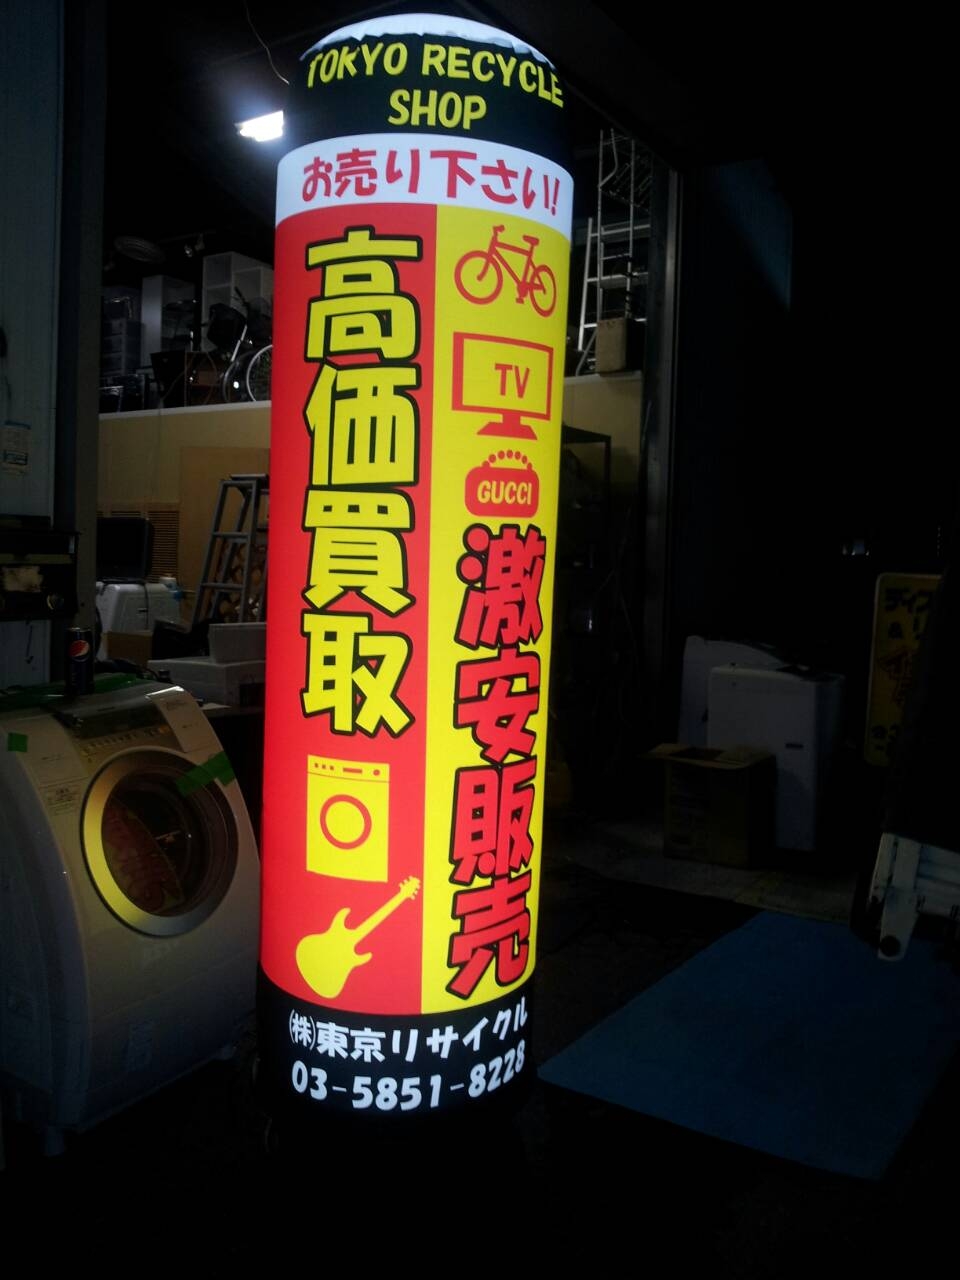 TOKYO RECYCLE
SHOP
お売り下さい!
高価買取
TV
GUCCI
激安販売
㈱東京リサイクル
03-5851-8228